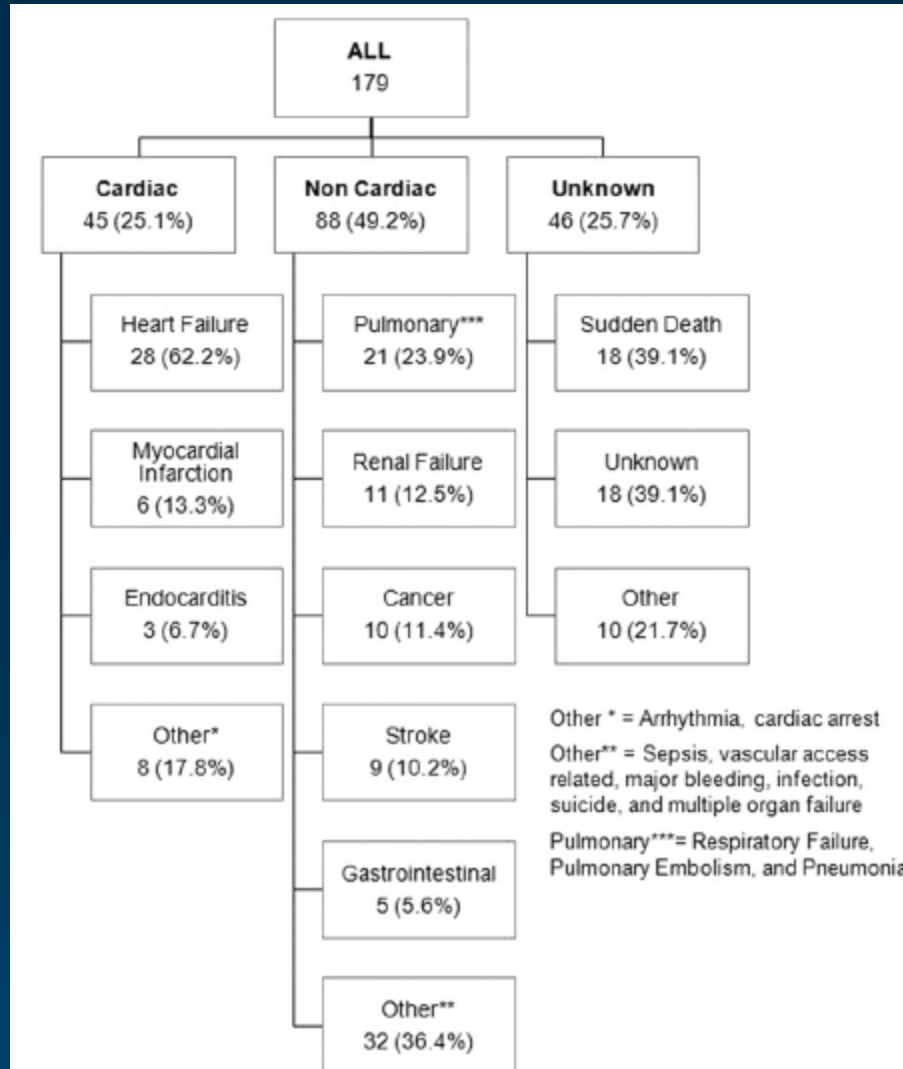 ALL
179
Cardiac
45 (25.1%)
Non Cardiac
88 (49.2%)
Unknown
46 (25.7%)
Heart Failure
28 (62.2%)
Myocardial
Infarction
6 (13.3%)
Endocarditis
3 (6.7%)
Other*
8 (17.8%)
Pulmonary***
21 (23.9%)
Renal Failure
11 (12.5%)
Cancer
10 (11.4%)
Stroke
9 (10.2%)
Gastrointestinal
5 (5.6%)
Other**
32 (36.4%)
Sudden Death
18 (39.1%)
Unknown
18 (39.1%)
Other
10 (21.7%)
Other * = Arrhythmia, cardiac arrest
Other** = Sepsis, vascular access
related, major bleeding, infection,
suicide, and multiple organ failure
Pulmonary***= Respiratory Failure,
Pulmonary Embolism, and Pneumonia